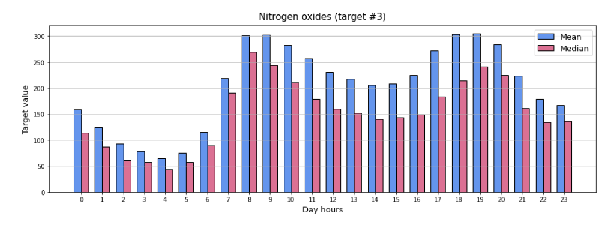 Nitrogen oxides (target #3)
Mean
Median
Target value
300
250
200
150
100
50
0
0 1 2 3 4 5 6 7 8 9 10 11 12 13 14 15 16 17 18 19 20 21 22 23
Day hours